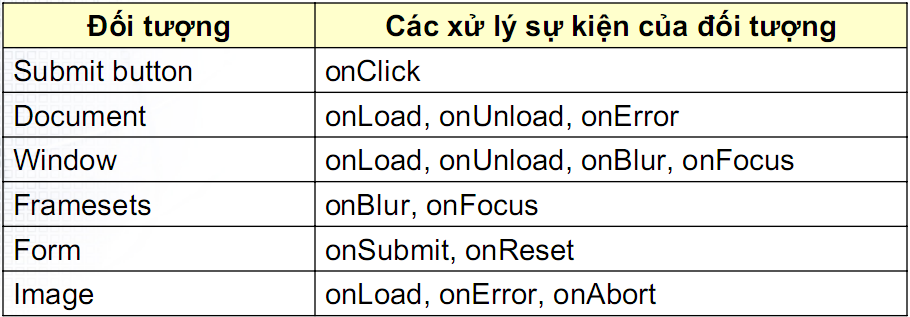 Đối tượng Các xử lý sự kiện của đối tượng
Submit button onClick
Document onLoad, onUnload, onError
Window onLoad, onUnload, onBlur, onFocus
Framesets onBlur, onFocus
Form onSubmit, onReset
Image onLoad, onError, onAbort